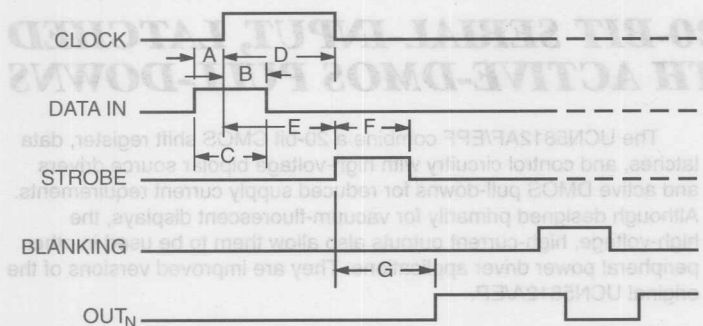 20-BIT SERIAL INPUT, LATCHED
CLOCK
A D
B
TH ACTIVE-DMOS PULL-DOWNS
DATA IN
E F
The UCN5812AF/EPF combine a 20-bit CMOS shift register, data
C
latches, and control circuitry with high-voltage bipolar source drivers
STROBE
and active DMOS pull-downs for reduced supply current requirements.
Although designed primarily for vacuum-fluorescent displays, the
BLANKING
high-voltage, high-current outputs also allow them to be used in other
G
peripheral power driver applications. They are improved versions of the
original UCN5812A/EP.
OUTN